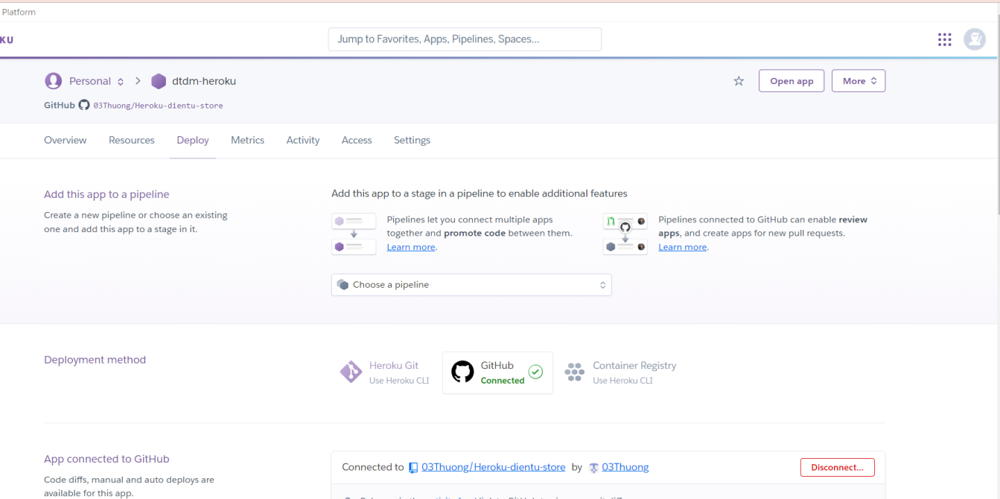 Platform
KU
Jump to Favorites, Apps, Pipelines, Spaces...
Personal
dtdm-heroku
Open app
More
GitHub 03Thuong/Heroku-dientu-store
Overview
Resources
Deploy
Metrics
Activity
Access
Settings
Add this app to a pipeline
Create a new pipeline or choose an existing
one and add this app to a stage in it.
Add this app to a stage in a pipeline to enable additional features
Pipelines let you connect multiple apps
together and promote code between them.
Learn more.
Pipelines connected to GitHub can enable review
apps, and create apps for new pull requests.
Learn more.
Choose a pipeline
Deployment method
Heroku Git
Use Heroku CLI
GitHub
Connected
Container Registry
Use Heroku CLI
App connected to GitHub
Code diffs, manual and auto deploys are
available for this app.
Connected to 03Thuong/Heroku-dientu-store by 03Thuong
Disconnect...